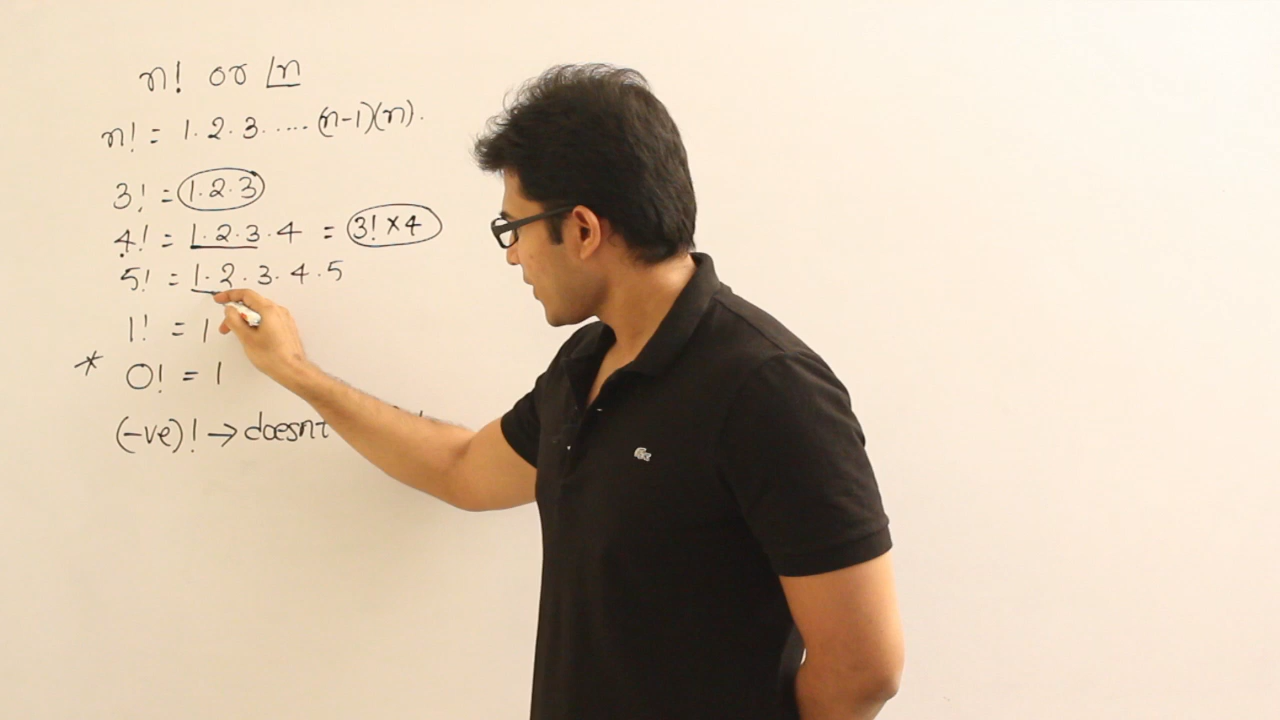 n! or |n
n! = 1·2·3·....(n-1)(n).
3! = 1·2·3
4! = 1·2·3·4 = 3!×4
5! = 1·2·3·4·5
1! = 1
* 0! = 1
(-ve)! → doesnt